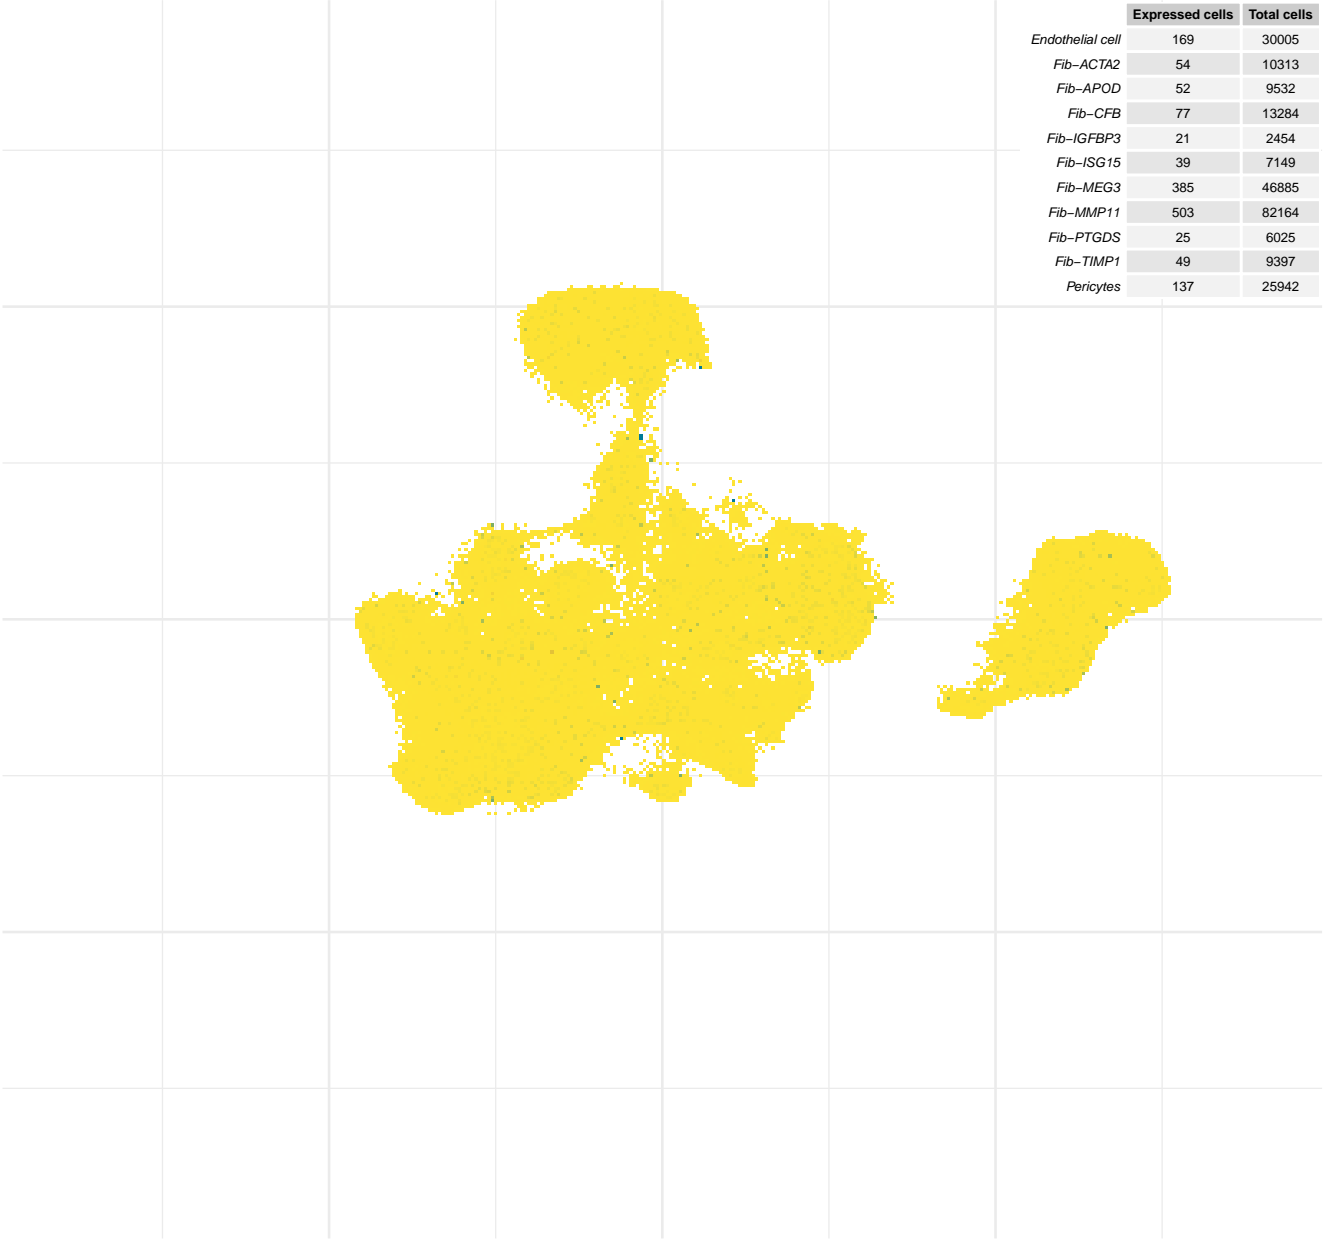 Expressed cells Total cells
Endothelial cell 169 30005
Fib−ACTA2 54 10313
Fib−APOD 52 9532
Fib−CFB 77 13284
Fib−IGFBP3 21 2454
Fib−ISG15 39 7149
Fib−MEG3 385 46885
Fib−MMP11 503 82164
Fib−PTGDS 25 6025
Fib−TIMP1 49 9397
Pericytes 137 25942